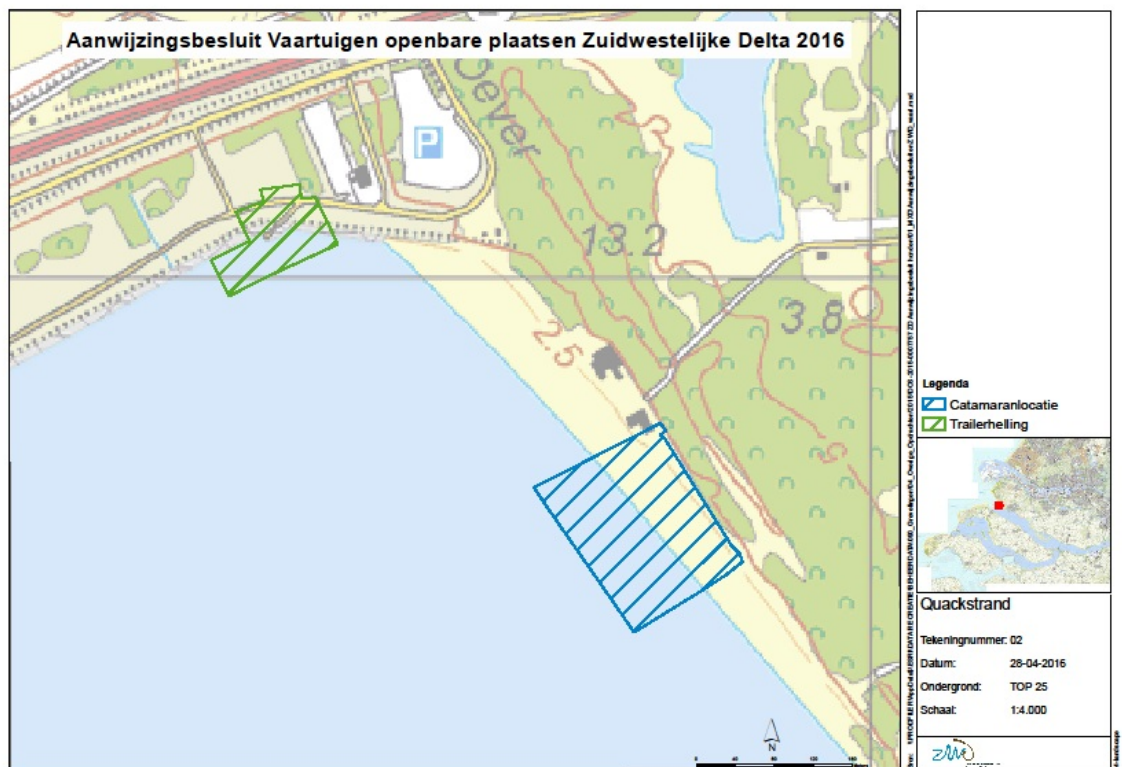 Aanwijzingsbesluit Vaartuigen openbare plaatsen Zuidwestelijke Delta 2016
Oever
P
13.2
3.8
2.5
5
N
Legenda
Catamaranlocatie
Trailerhelling
Quackstrand
Tekeningnummer: 02
Datum: 28-04-2016
Ondergrond: TOP 25
Schaal: 1:4.000